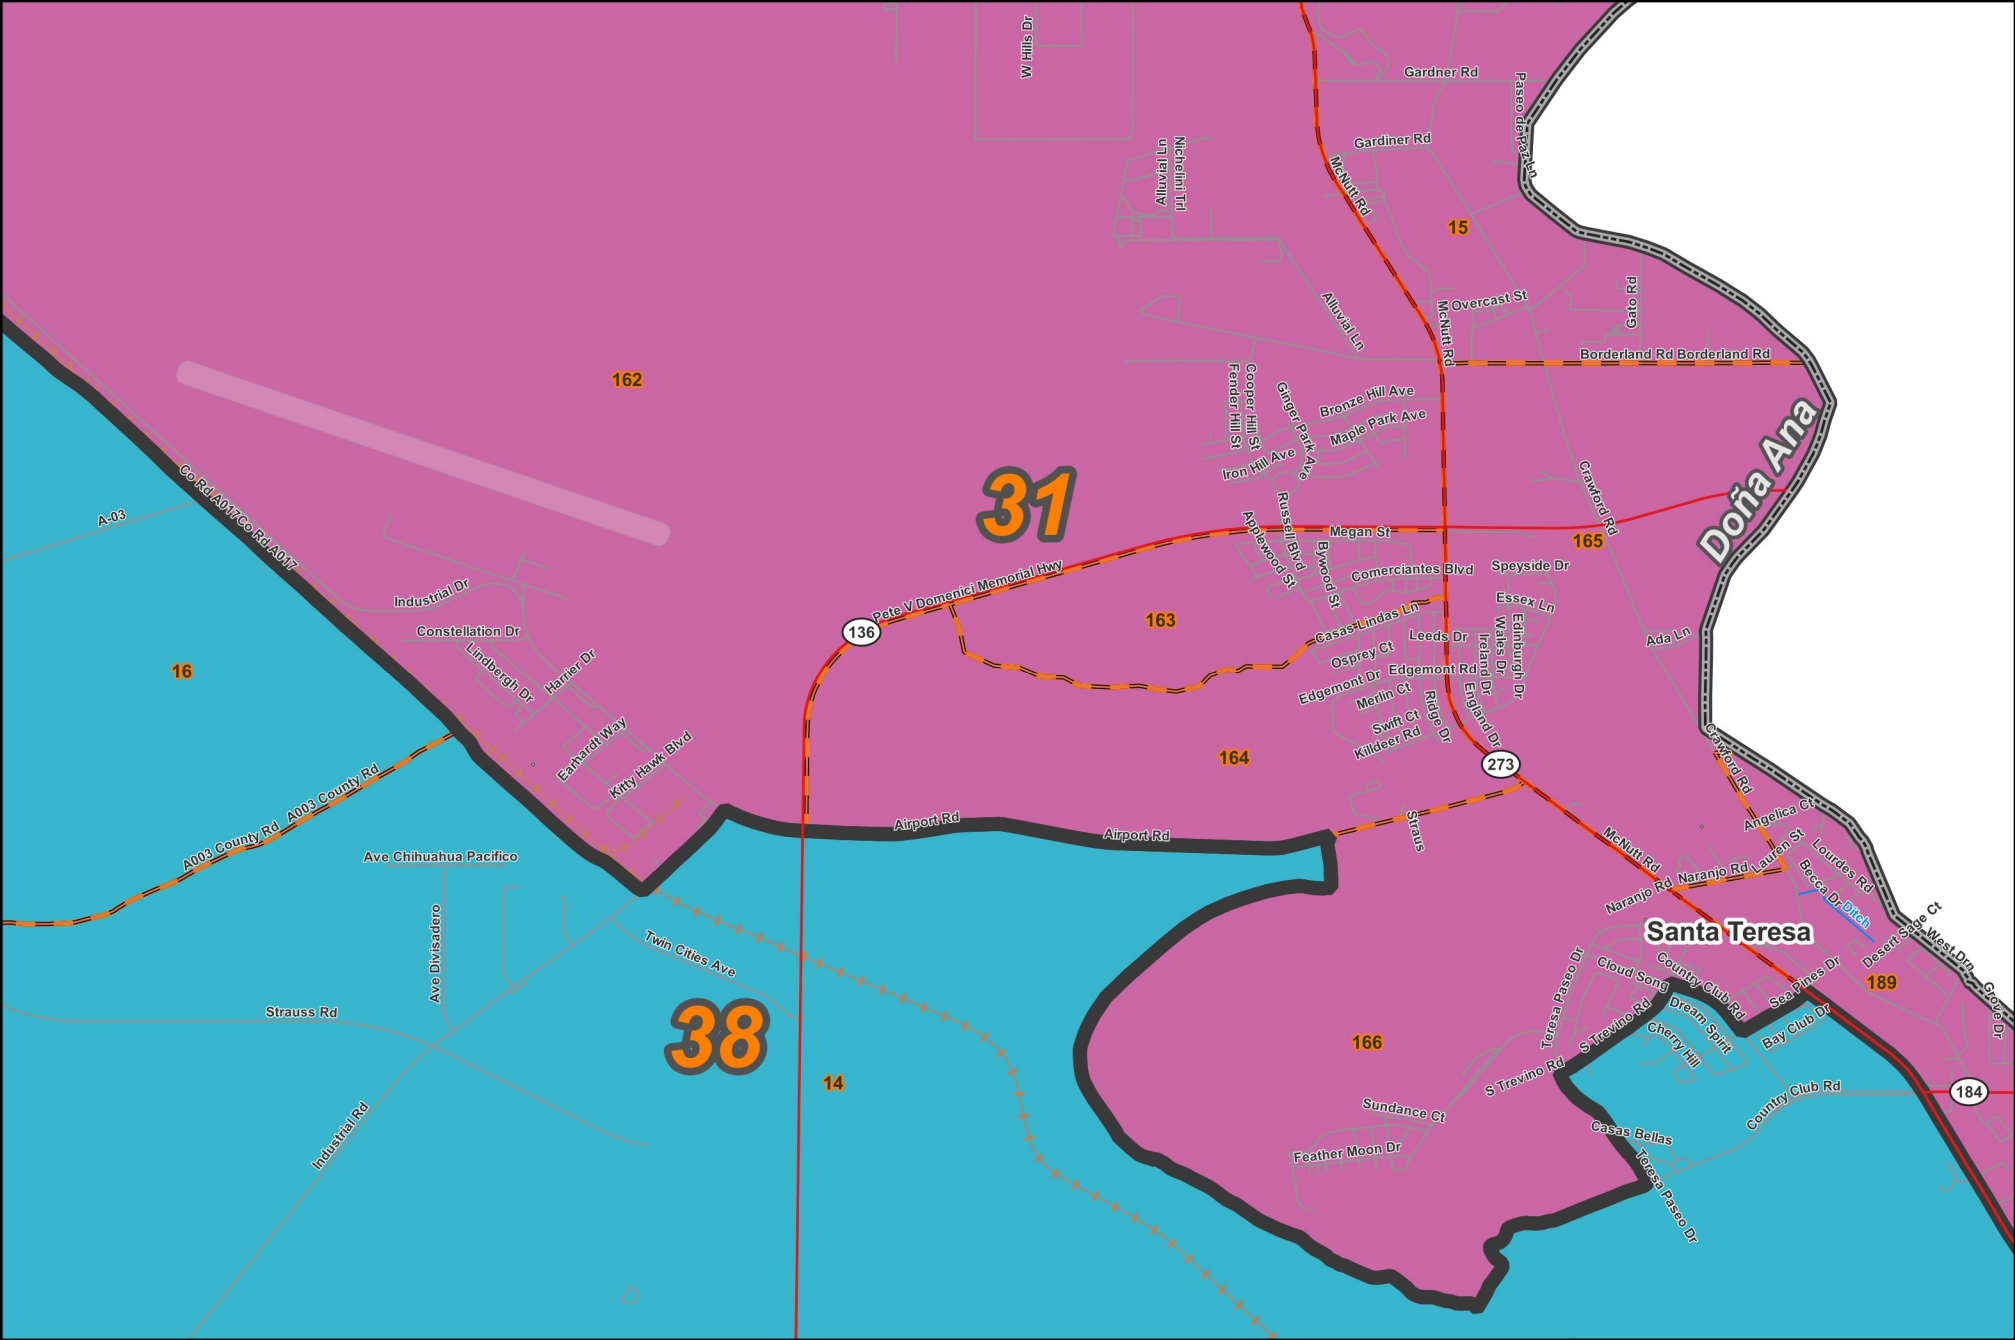 W Hills Dr
Gardner Rd
Paseo de Paz Ln
Gardiner Rd
Alluvial Ln
Nichelini Trl
McNutt Rd
15
Alluvial Ln
McNutt Rd
Overcast St
Gato Rd
Borderland Rd Borderland Rd
162
Fender Hill St
Cooper Hill St
Ginger Park Ave
Bronze Hill Ave
Maple Park Ave
Iron Hill Ave
Doña Ana
31
Co Rd A017
Co Rd A017
A-03
Crawford Rd
Russell Blvd
Applewood St
Megan St
165
Bywood St
Comerciantes Blvd
Speyside Dr
Pete V Domenici Memorial Hwy
Industrial Dr
Essex Ln
Casas Lindas Ln
163
136
Constellation Dr
Leeds Dr
Wales Dr
Edinburgh Dr
Ireland Dr
Ada Ln
Osprey Ct
16
Lindbergh Dr
Harrier Dr
Edgemont Rd
Edgemont Dr
Merlin Ct
Ridge Dr
England Dr
Swift Ct
Killdeer Rd
Earhardt Way
Kitty Hawk Blvd
164
273
Crawford Rd
A003 County Rd
A003 County Rd
Airport Rd
Airport Rd
Straus
Angelica Ct
McNutt Rd
Lauren St
Lourdes Rd
Ave Chihuahua Pacifico
Naranjo Rd
Naranjo Rd
Becca Dr
Ditch
Santa Teresa
Desert Sage Ct
West Drn
Ave Divisadero
Twin Cities Ave
Teresa Paseo Dr
Cloud Song
Country Club Rd
Sea Pines Dr
189
Grove Dr
Strauss Rd
38
166
S Trevino Rd
Dream Spirit
Cherry Hill
Bay Club Dr
14
S Trevino Rd
Country Club Rd
184
Industrial Rd
Sundance Ct
Feather Moon Dr
Casas Bellas
Teresa Paseo Dr